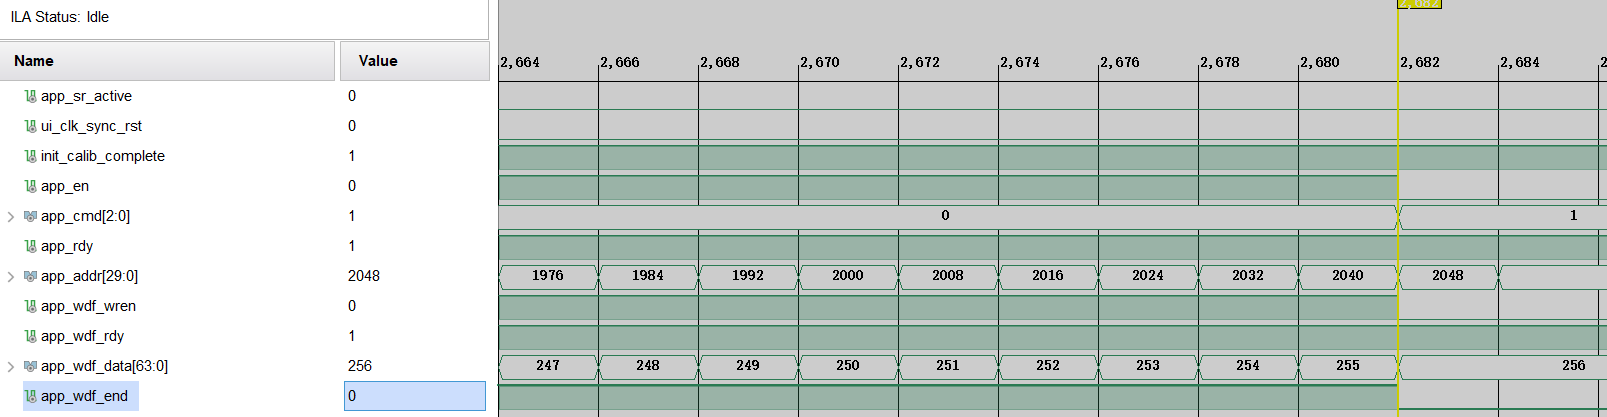 ILA Status: Idle
2,682
Name Value
2,664 2,666 2,668 2,670 2,672 2,674 2,676 2,678 2,680 2,682 2,684
app_sr_active 0
ui_clk_sync_rst 0
init_calib_complete 1
app_en 0
app_cmd[2:0] 1 0 1
app_rdy 1
app_addr[29:0] 2048 1976 1984 1992 2000 2008 2016 2024 2032 2040 2048
app_wdf_wren 0
app_wdf_rdy 1
app_wdf_data[63:0] 256 247 248 249 250 251 252 253 254 255 256
app_wdf_end 0